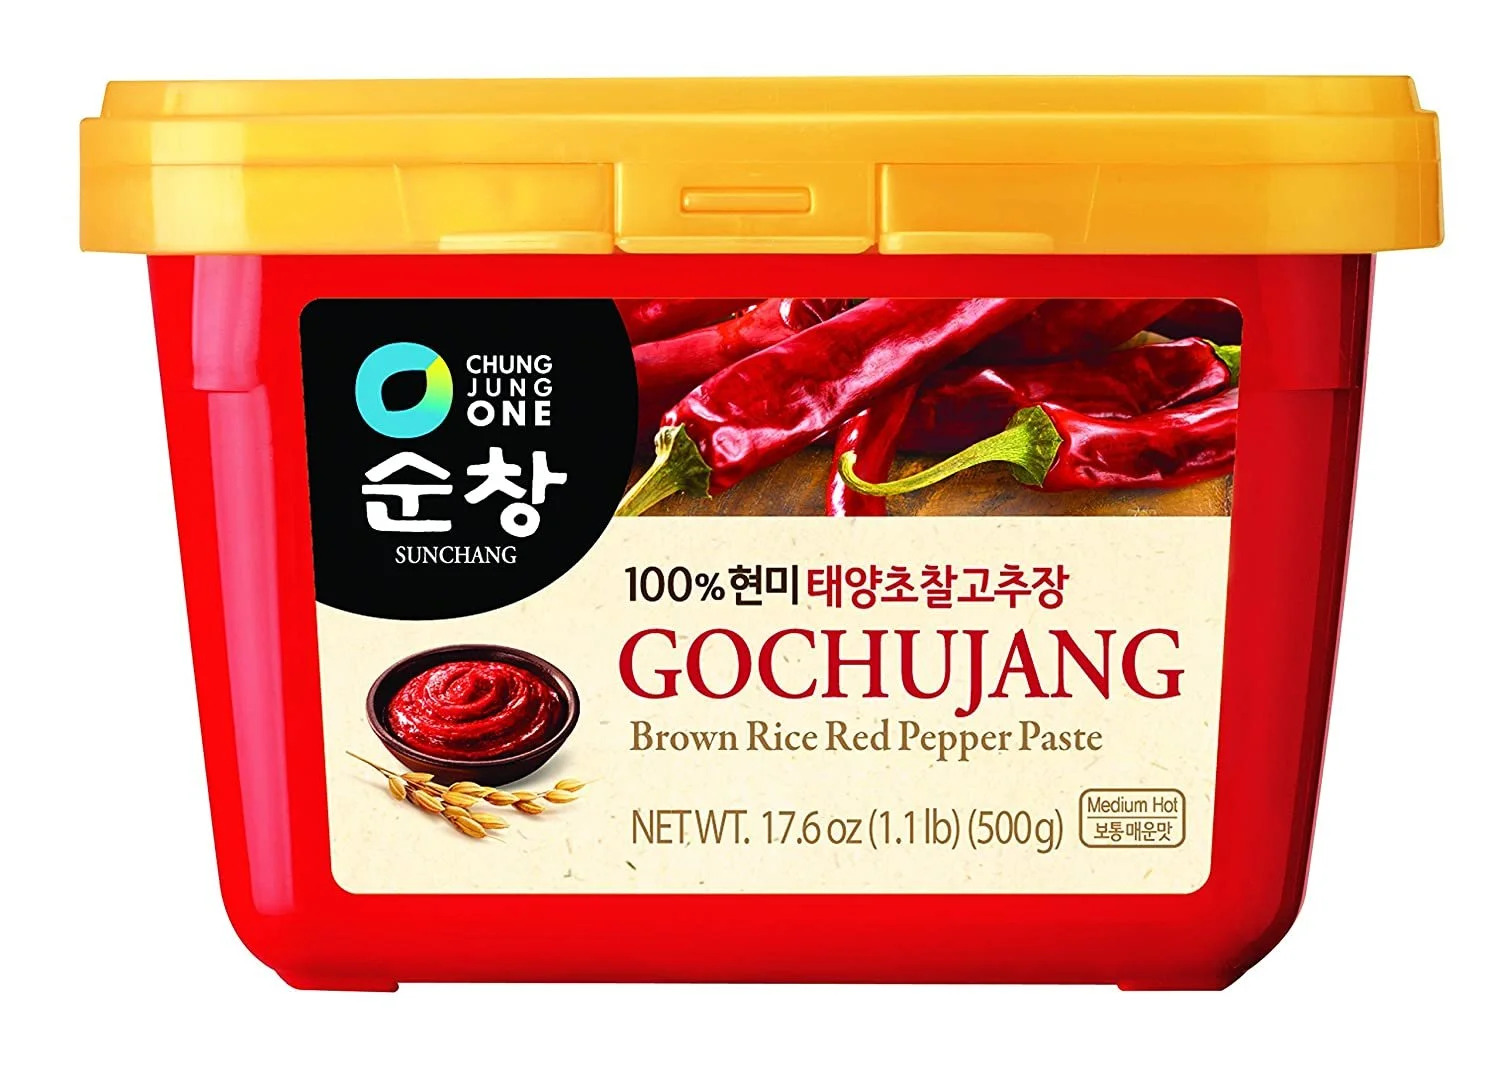 CHUNG
JUNG
ONE
순창
SUNCHANG
100%현미 태양초찰고추장
GOCHUJANG
Brown Rice Red Pepper Paste
NET WT. 17.6 oz (1.1 lb) (500g)
Medium Hot
보통매운맛